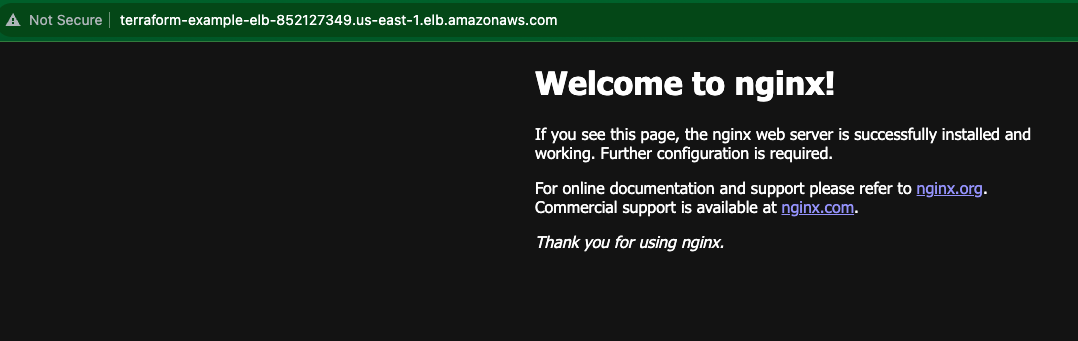 Not Secure terraform-example-elb-852127349.us-east-1.elb.amazonaws.com
Welcome to nginx!
If you see this page, the nginx web server is successfully installed and
working. Further configuration is required.
For online documentation and support please refer to nginx.org.
Commercial support is available at nginx.com.
Thank you for using nginx.